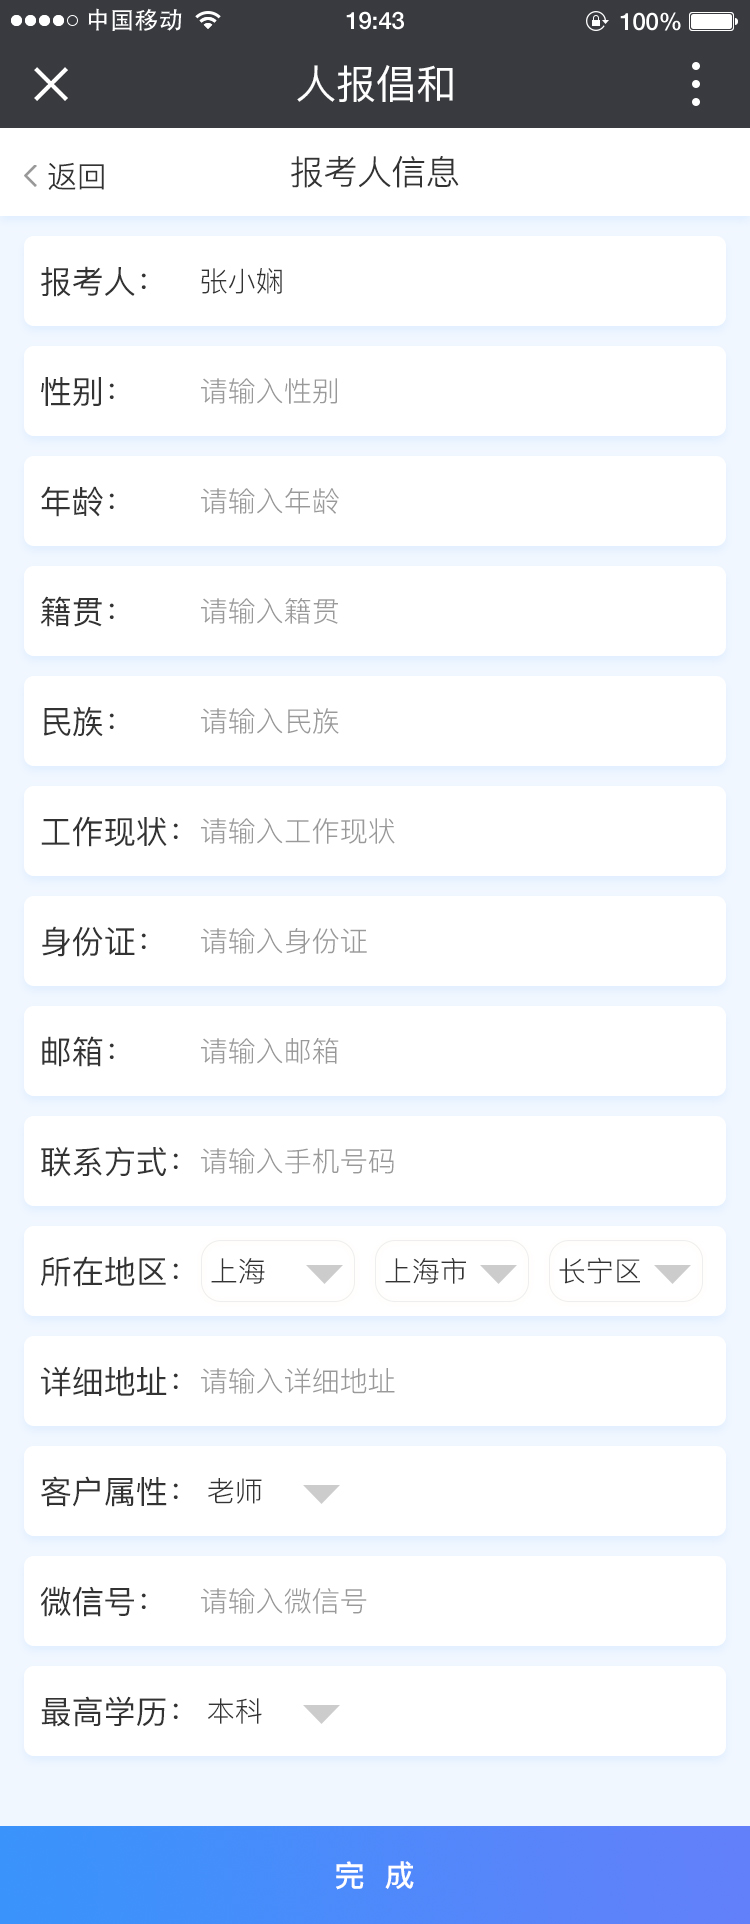 中国移动 19:43 100%
人报倡和
返回 报考人信息
报考人： 张小娴
性别： 请输入性别
年龄： 请输入年龄
籍贯： 请输入籍贯
民族： 请输入民族
工作现状： 请输入工作现状
身份证： 请输入身份证
邮箱： 请输入邮箱
联系方式： 请输入手机号码
所在地区： 上海 上海市 长宁区
详细地址： 请输入详细地址
客户属性： 老师
微信号： 请输入微信号
最高学历： 本科
完 成